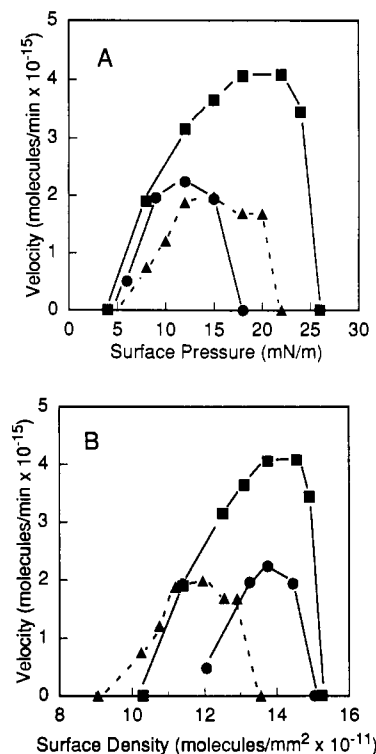 A
Velocity (molecules/min x 10-15)
5
4
3
2
1
0
0 5 10 15 20 25 30
Surface Pressure (mN/m)
B
Velocity (molecules/min x 10-15)
5
4
3
2
1
0
8 10 12 14 16
Surface Density (molecules/mm2 x 10-11)